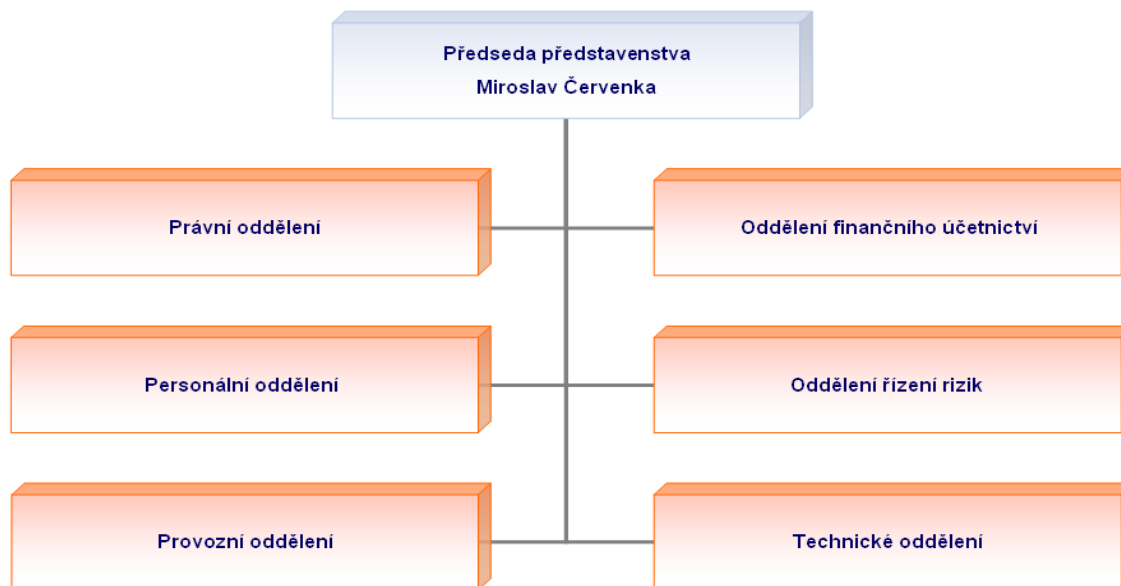 Předseda představenstva
Miroslav Červenka
Právní oddělení
Oddělení finančního účetnictví
Personální oddělení
Oddělení řízení rizik
Provozní oddělení
Technické oddělení